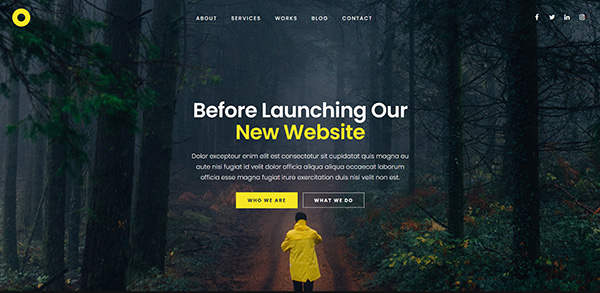 ABOUT SERVICES WORKS BLOG CONTACT
Before Launching Our
New Website
Dolor excepteur enim elit est consectetur sit cupidatat quis magna eu
aute nisi fugiat id velit dolor officia aliqua aliqua occaecat laborum
officia esse magna fugiat irure exercitation duis nisi velit non est.
WHO WE ARE WHAT WE DO